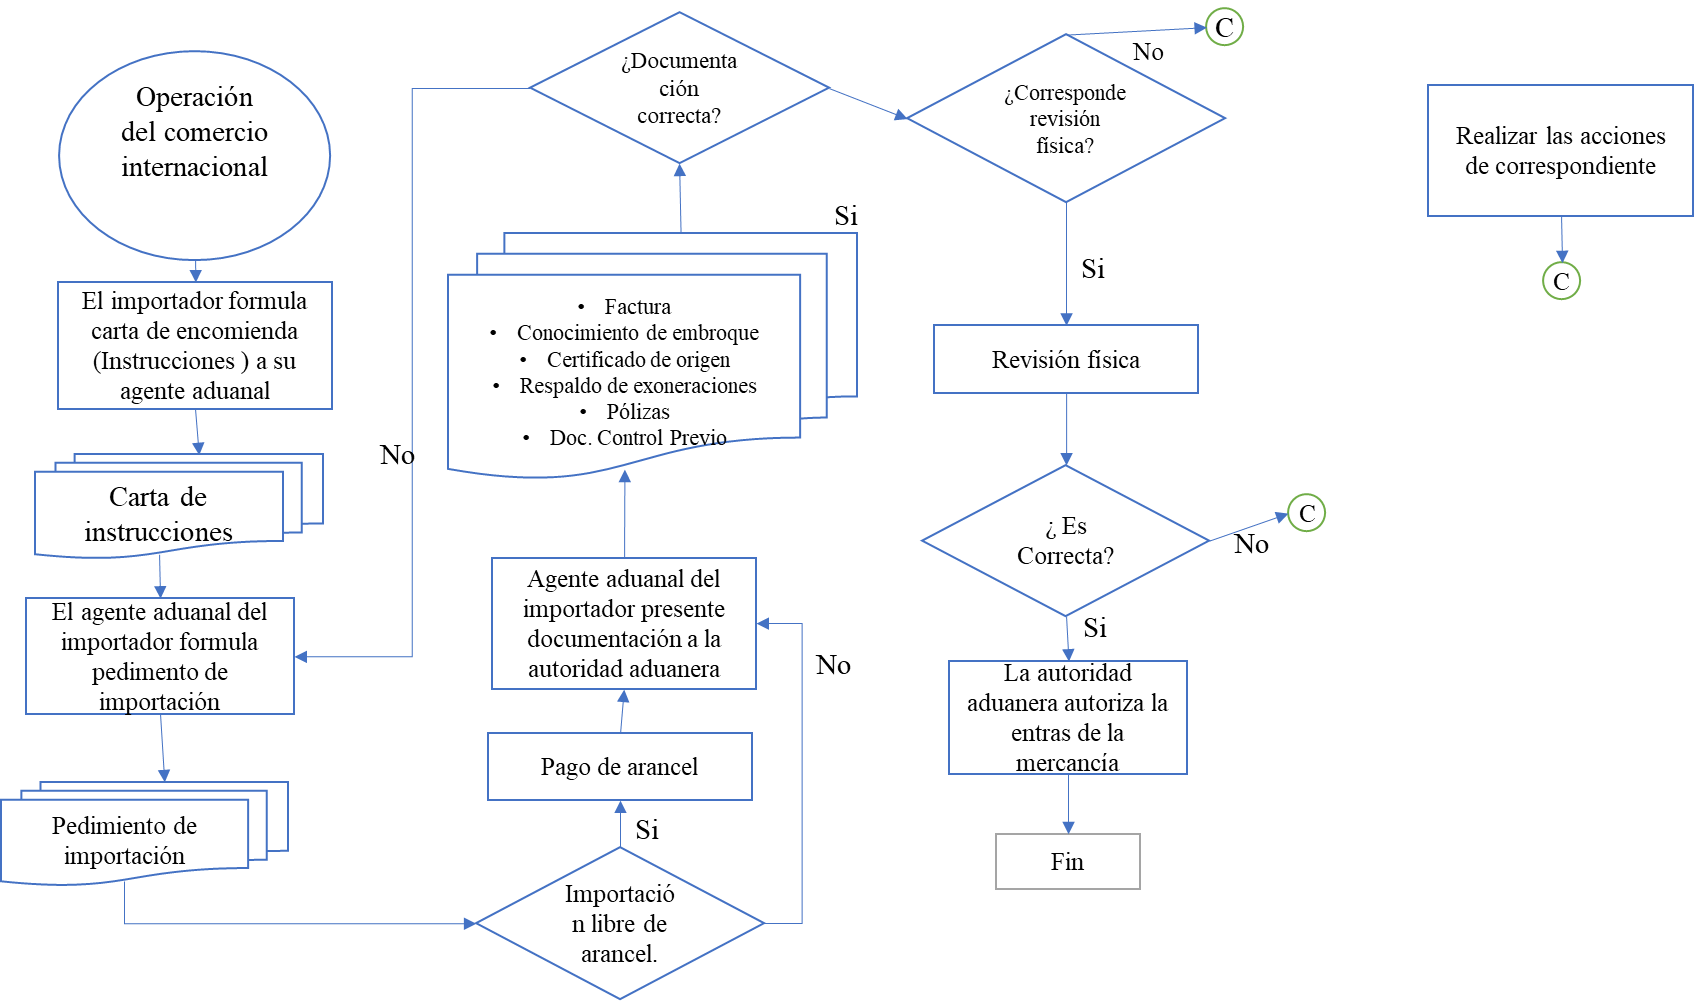 Operación
del comercio
internacional
El importador formula
carta de encomienda
(Instrucciones ) a su
agente aduanal
Carta de
instrucciones
El agente aduanal del
importador formula
pedimento de
importación
Pedimiento de
importación
Importació
n libre de
arancel.
Si
No
Pago de arancel
Agente aduanal del
importador presente
documentación a la
autoridad aduanera
• Factura
• Conocimiento de embroque
• Certificado de origen
• Respaldo de exoneraciones
• Pólizas
• Doc. Control Previo
¿Documenta
ción
correcta?
No
Si
¿Corresponde
revisión
física?
No
C
Si
Revisión física
¿ Es
Correcta?
No
C
Si
La autoridad
aduanera autoriza la
entras de la
mercancía
Fin
Realizar las acciones
de correspondiente
C